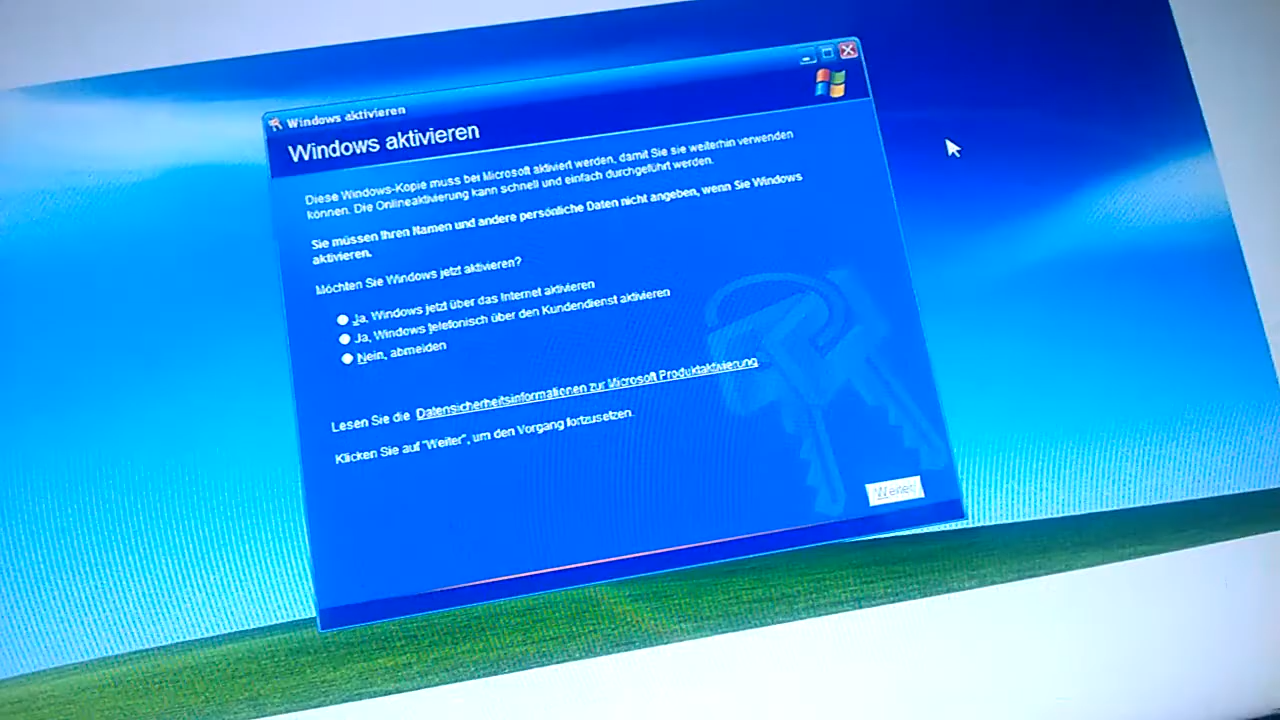 Windows aktivieren
Windows aktivieren
Diese Windows-Kopie muss bei Microsoft aktiviert werden, damit Sie sie weiterhin verwenden
können. Die Onlineaktivierung kann schnell und einfach durchgeführt werden.
Sie müssen Ihren Namen und andere persönliche Daten nicht angeben, wenn Sie Windows
aktivieren.
Möchten Sie Windows jetzt aktivieren?
Ja, Windows jetzt über das Internet aktivieren
Ja, Windows telefonisch über den Kundendienst aktivieren
Nein, abmelden
Lesen Sie die Datensicherheitsinformationen zur Microsoft Produktaktivierung
Klicken Sie auf "Weiter", um den Vorgang fortzusetzen.
Weiter